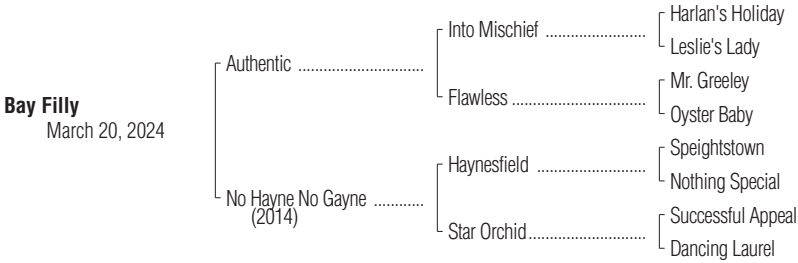 Bay Filly
March 20, 2024
Authentic ..............................
No Hayne No Gayne ............
(2014)
Into Mischief ........................
Flawless ................................
Haynesfield ..........................
Star Orchid............................
Harlan's Holiday
Leslie's Lady
Mr. Greeley
Oyster Baby
Speightstown
Nothing Special
Successful Appeal
Dancing Laurel